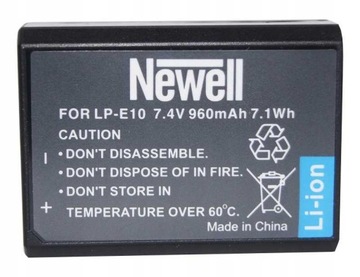 Newell
FOR LP-E10 7.4V 960mAh 7.1Wh
CAUTION
• DON'T DISASSEMBLE.
• DON'T DISPOSE OF IN FIRE.
• DON'T STORE IN
TEMPERATURE OVER 60°C.
Made in China
Li-ion
- 
+